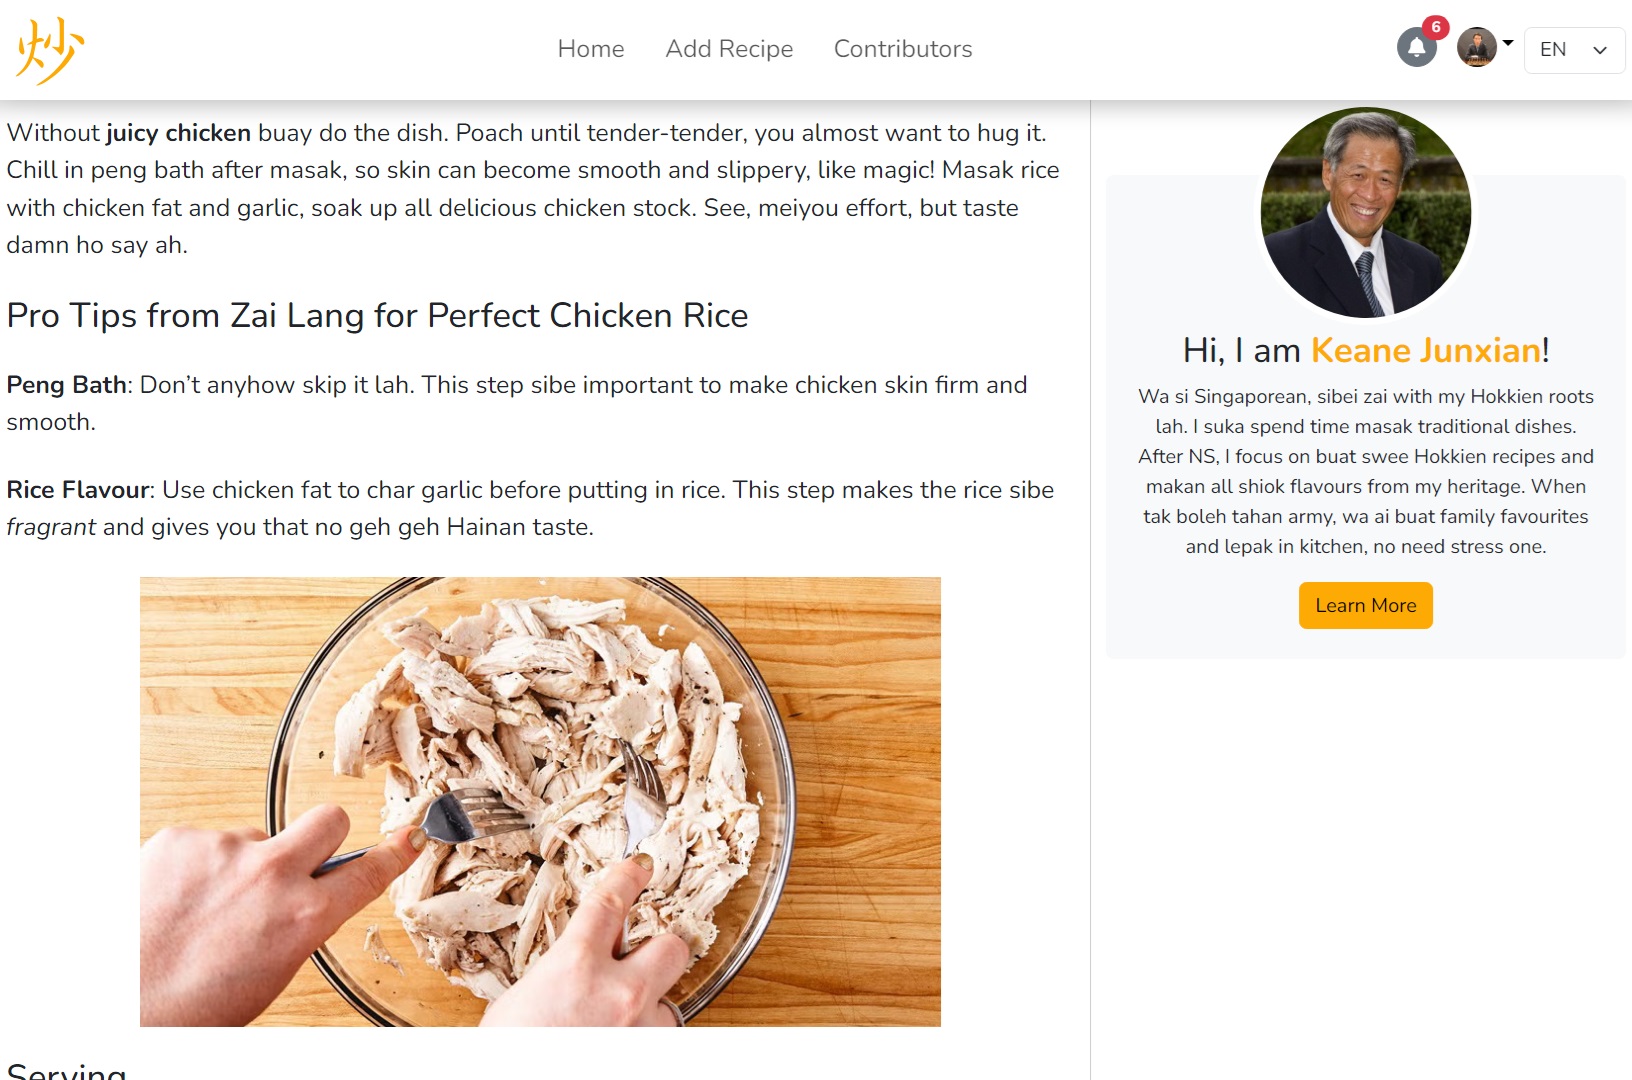 炒
Home
Add Recipe
Contributors
6
EN
Without juicy chicken buay do the dish. Poach until tender-tender, you almost want to hug it.
Chill in peng bath after masak, so skin can become smooth and slippery, like magic! Masak rice
with chicken fat and garlic, soak up all delicious chicken stock. See, meiyou effort, but taste
damn ho say ah.
Pro Tips from Zai Lang for Perfect Chicken Rice
Peng Bath: Don’t anyhow skip it lah. This step sibe important to make chicken skin firm and
smooth.
Rice Flavour: Use chicken fat to char garlic before putting in rice. This step makes the rice sibe
fragrant and gives you that no geh geh Hainan taste.
Serving
Hi, I am Keane Junxian!
Wa si Singaporean, sibei zai with my Hokkien roots
lah. I suka spend time masak traditional dishes.
After NS, I focus on buat swee Hokkien recipes and
makan all shiok flavours from my heritage. When
tak boleh tahan army, wa ai buat family favourites
and lepak in kitchen, no need stress one.
Learn More